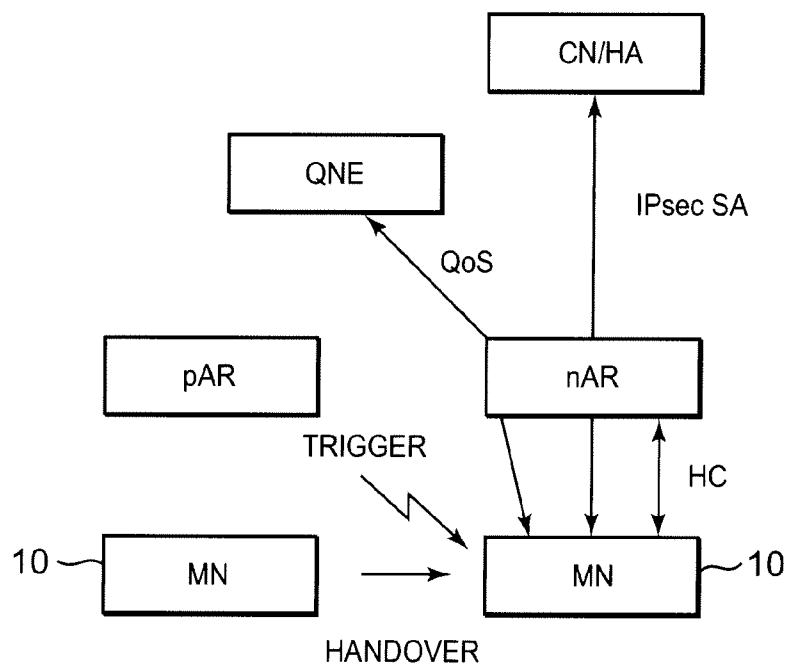 CN/HA
QNE
IPsec SA
QoS
pAR
nAR
TRIGGER
HC
10
MN
MN
10
HANDOVER